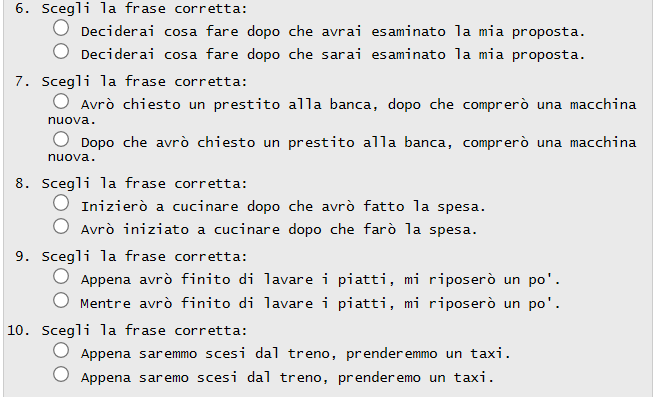 6. Scegli la frase corretta:
Deciderai cosa fare dopo che avrai esaminato la mia proposta.
Deciderai cosa fare dopo che sarai esaminato la mia proposta.
7. Scegli la frase corretta:
Avrò chiesto un prestito alla banca, dopo che comprerò una macchina
nuova.
Dopo che avrò chiesto un prestito alla banca, comprerò una macchina
nuova.
8. Scegli la frase corretta:
Inizierò a cucinare dopo che avrò fatto la spesa.
Avrò iniziato a cucinare dopo che farò la spesa.
9. Scegli la frase corretta:
Appena avrò finito di lavare i piatti, mi riposerò un po'.
Mentre avrò finito di lavare i piatti, mi riposerò un po'.
10. Scegli la frase corretta:
Appena saremmo scesi dal treno, prenderemmo un taxi.
Appena saremo scesi dal treno, prenderemo un taxi.